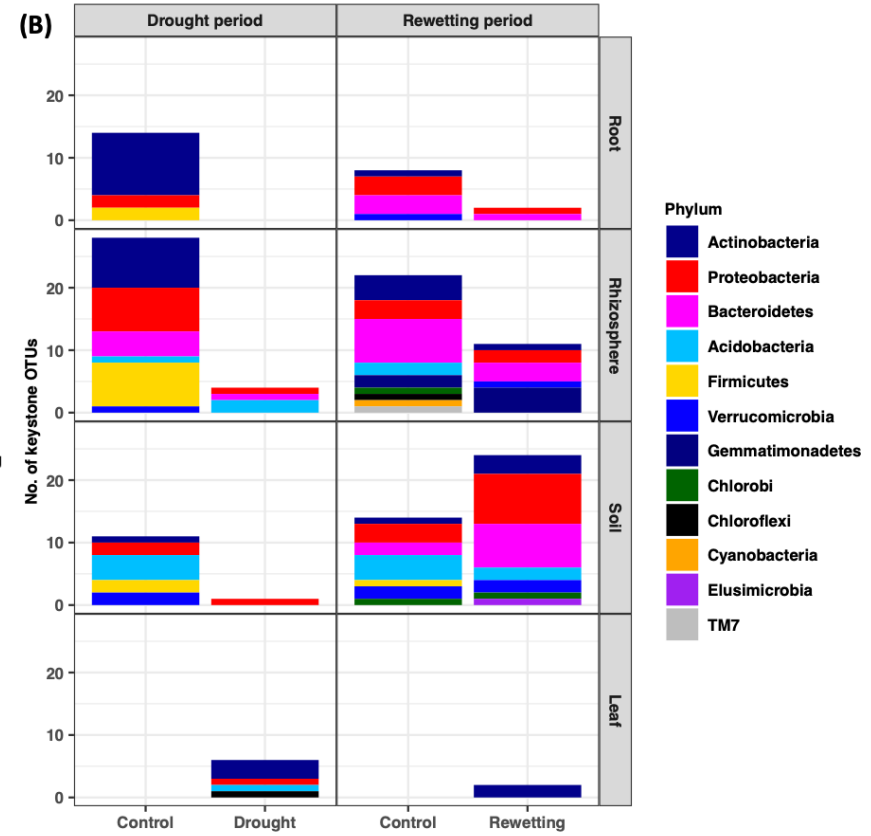 (B)
Drought period
Rewetting period
No. of keystone OTUs
20
10
0
Root
20
10
0
Rhizosphere
20
10
0
Soil
20
10
0
Leaf
Control
Drought
Control
Rewetting
Phylum
Actinobacteria
Proteobacteria
Bacteroidetes
Acidobacteria
Firmicutes
Verrucomicrobia
Gemmatimonadetes
Chlorobi
Chloroflexi
Cyanobacteria
Elusimicrobia
TM7